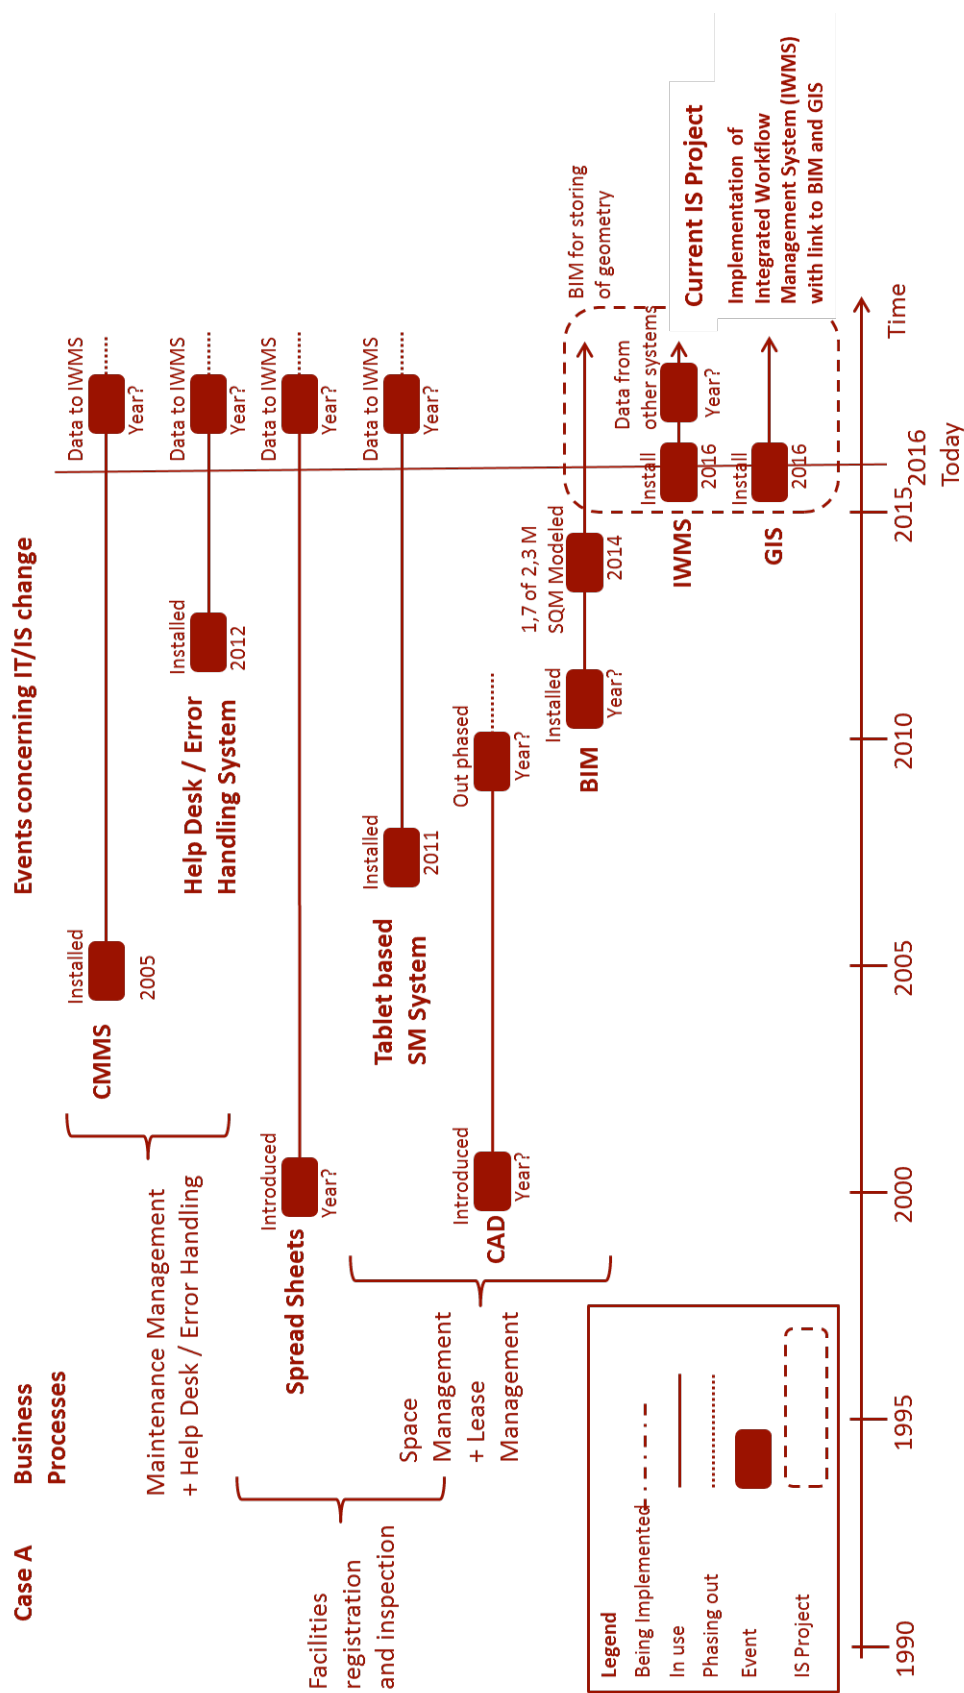 Case A
Business
Processes
Events concerning IT/IS change
Maintenance Management
+ Help Desk / Error Handling
CMMS
Installed
2005
Data to IWMS
Year?
Help Desk / Error
Handling System
Installed
2012
Data to IWMS
Year?
Facilities
registration
and inspection
Spread Sheets
Introduced
Year?
Data to IWMS
Year?
Tablet based
SM System
Installed
2011
Data to IWMS
Year?
Space
Management
+ Lease
Management
CAD
Introduced
Year?
Out phased
Year?
BIM
Installed
Year?
1,7 of 2,3 M
SQM Modeled
2014
BIM for storing
of geometry
IWMS
Install
2016
Data from
other systems
Year?
GIS
Install
2016
Current IS Project
Implementation of
Integrated Workflow
Management System (IWMS)
with link to BIM and GIS
Legend
Being Implemented
In use
Phasing out
Event
IS Project
1990
1995
2000
2005
2010
2015
2016
Today
Time